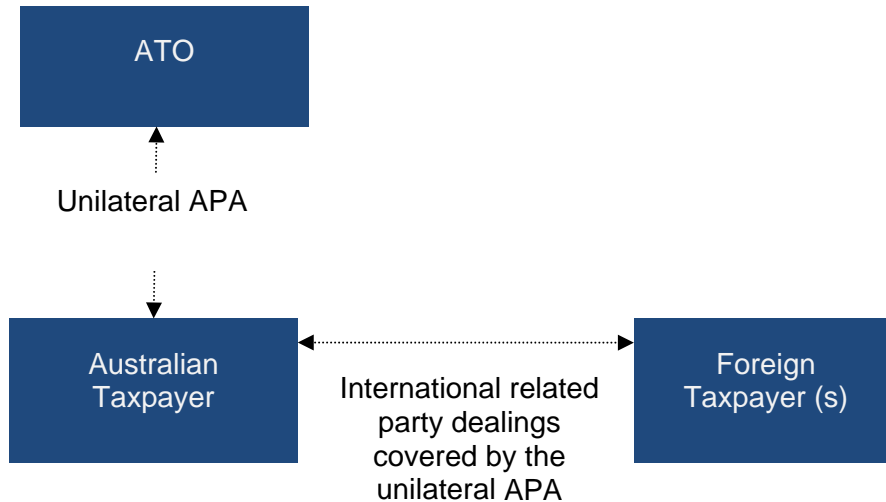 ATO
Unilateral APA
Australian
Taxpayer
International related
party dealings
covered by the
unilateral APA
Foreign
Taxpayer (s)